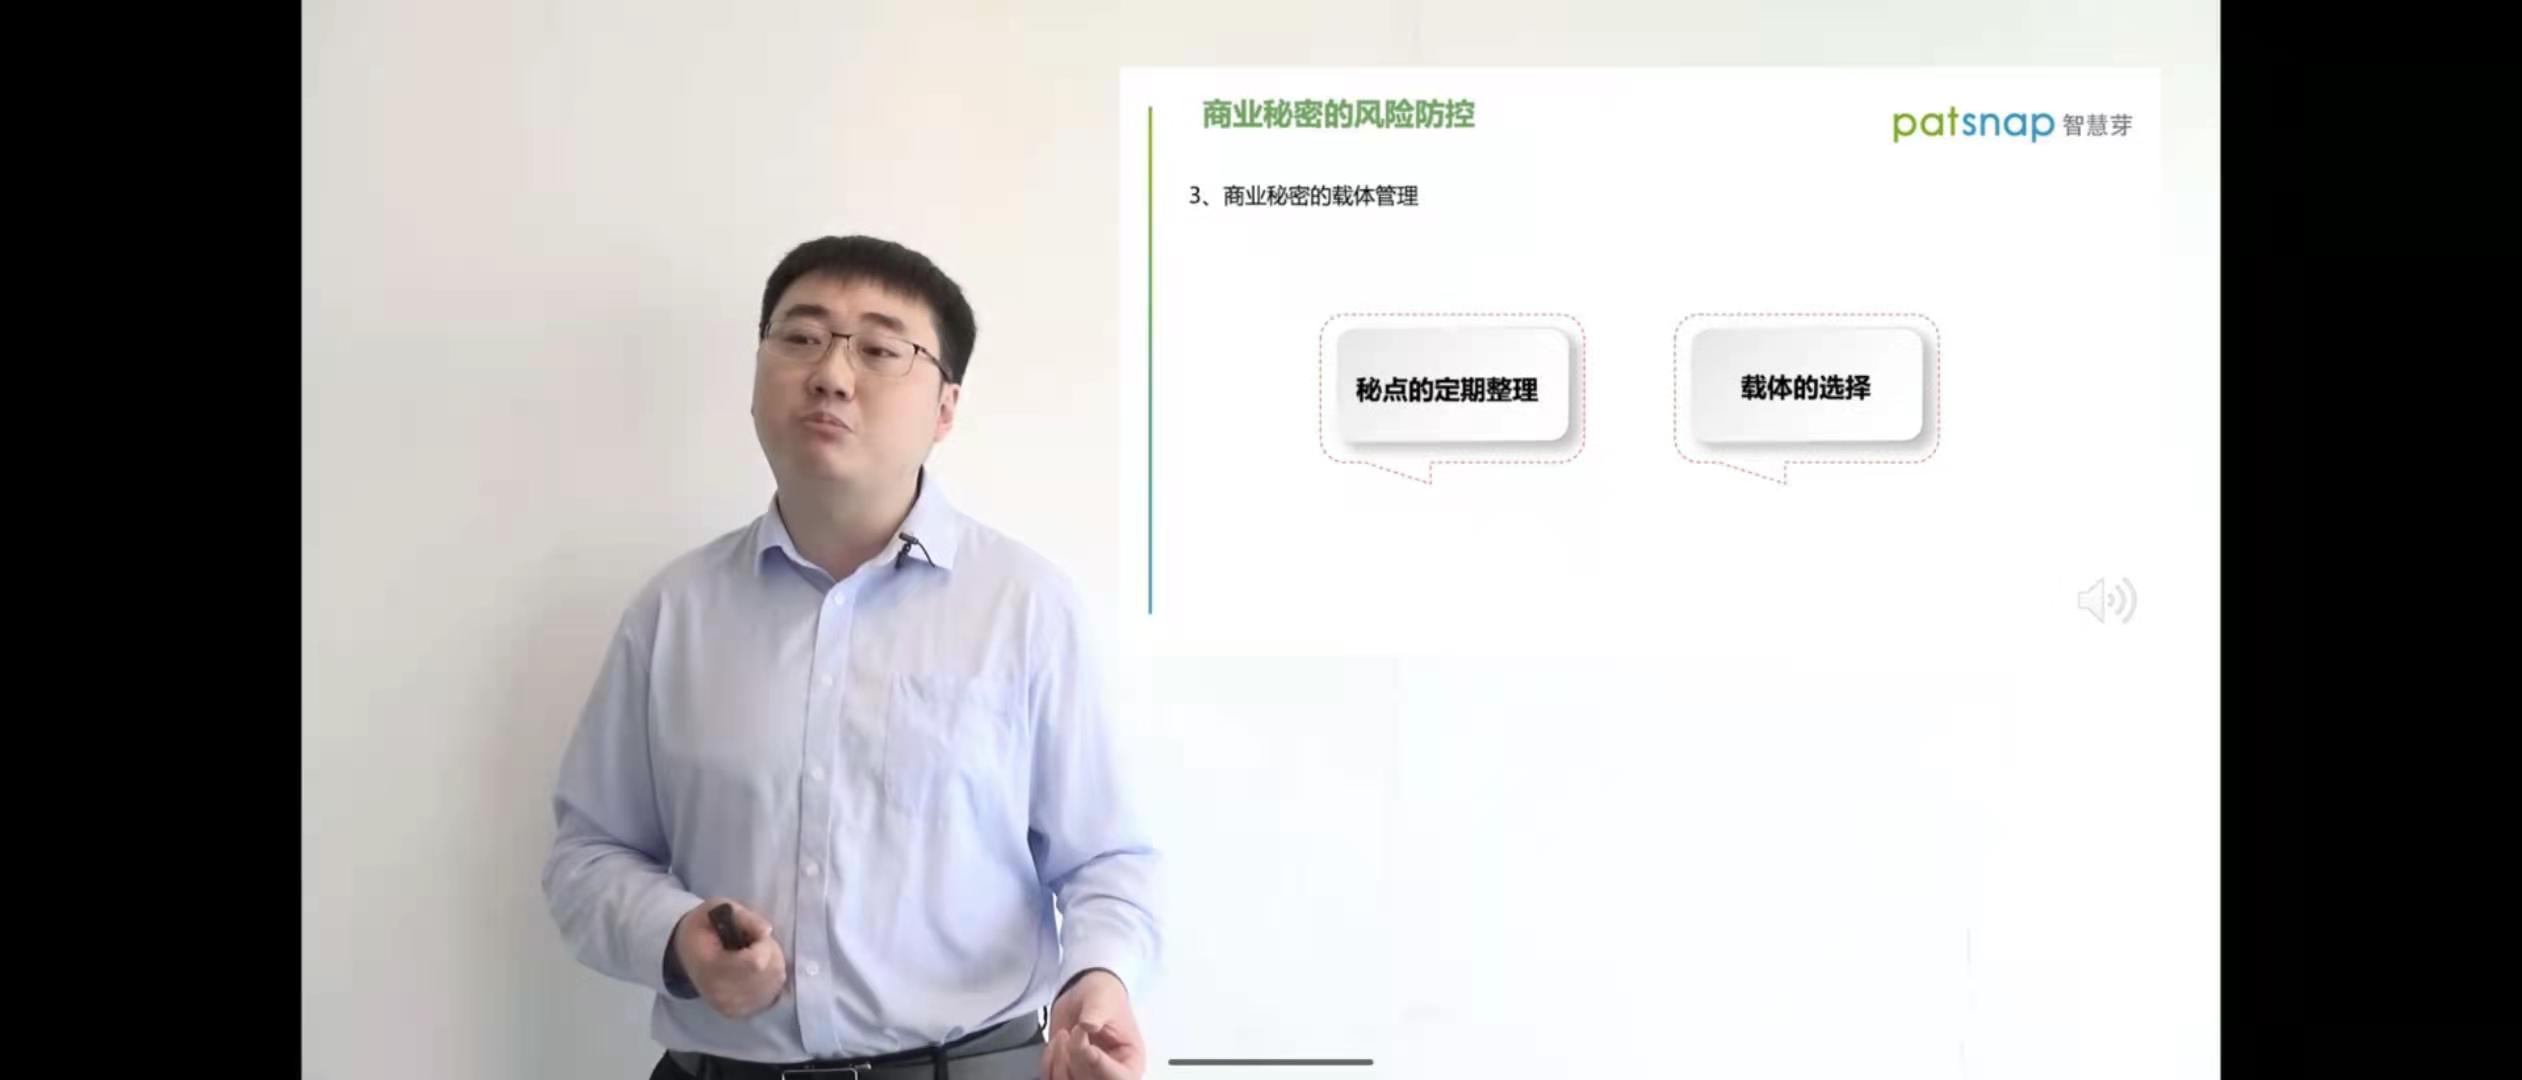 商业秘密的风险防控
patsnap 智慧芽
3、商业秘密的载体管理
秘点的定期整理
载体的选择